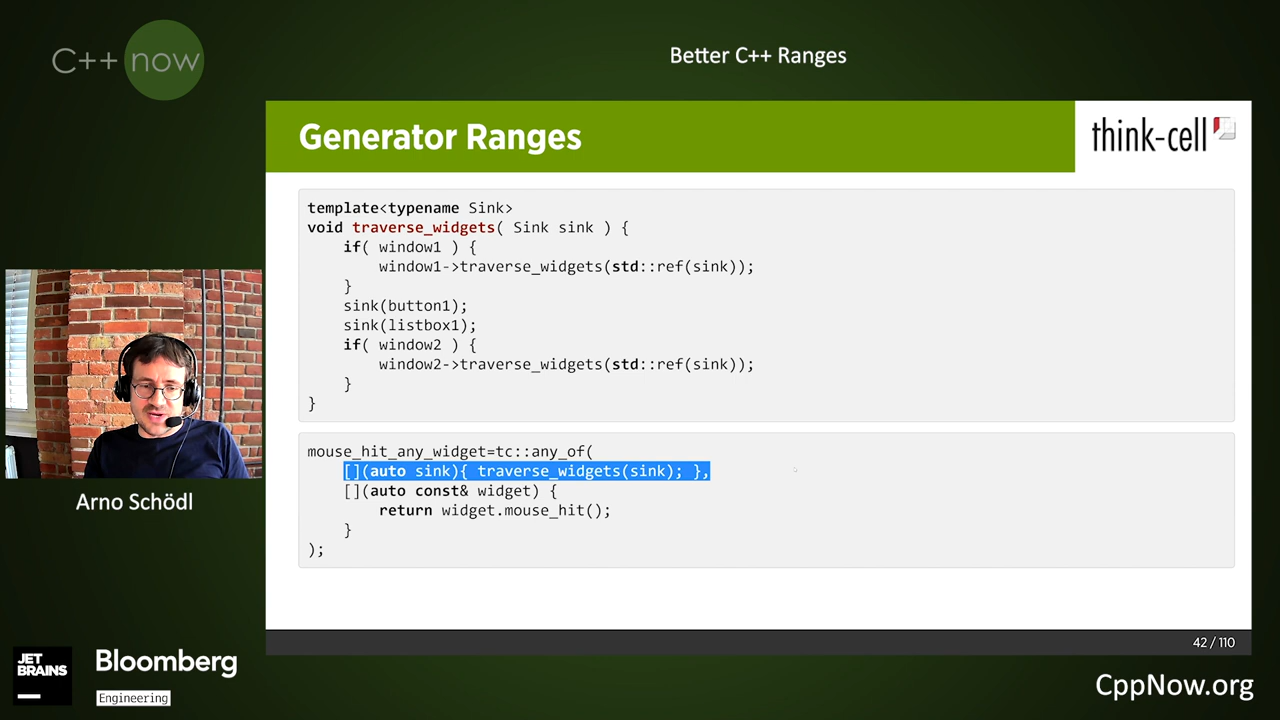 C++ now
Better C++ Ranges
Generator Ranges
think-cell
template<typename Sink>
void traverse_widgets( Sink sink ) {
    if( window1 ) {
        window1->traverse_widgets(std::ref(sink));
    }
    sink(button1);
    sink(listbox1);
    if( window2 ) {
        window2->traverse_widgets(std::ref(sink));
    }
}
mouse_hit_any_widget=tc::any_of(
    [](auto sink){ traverse_widgets(sink); },
    [](auto const& widget) {
        return widget.mouse_hit();
    }
);
Arno Schödl
42 / 110
JET
BRAINS
Bloomberg
Engineering
CppNow.org